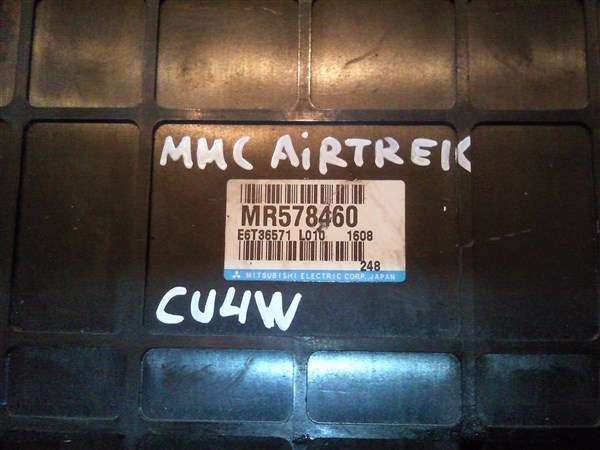 MMC AiRTREK
MR578460
E6T36571 L010 1608
248
MITSUBISHI ELECTRIC CORP. JAPAN
CU4W